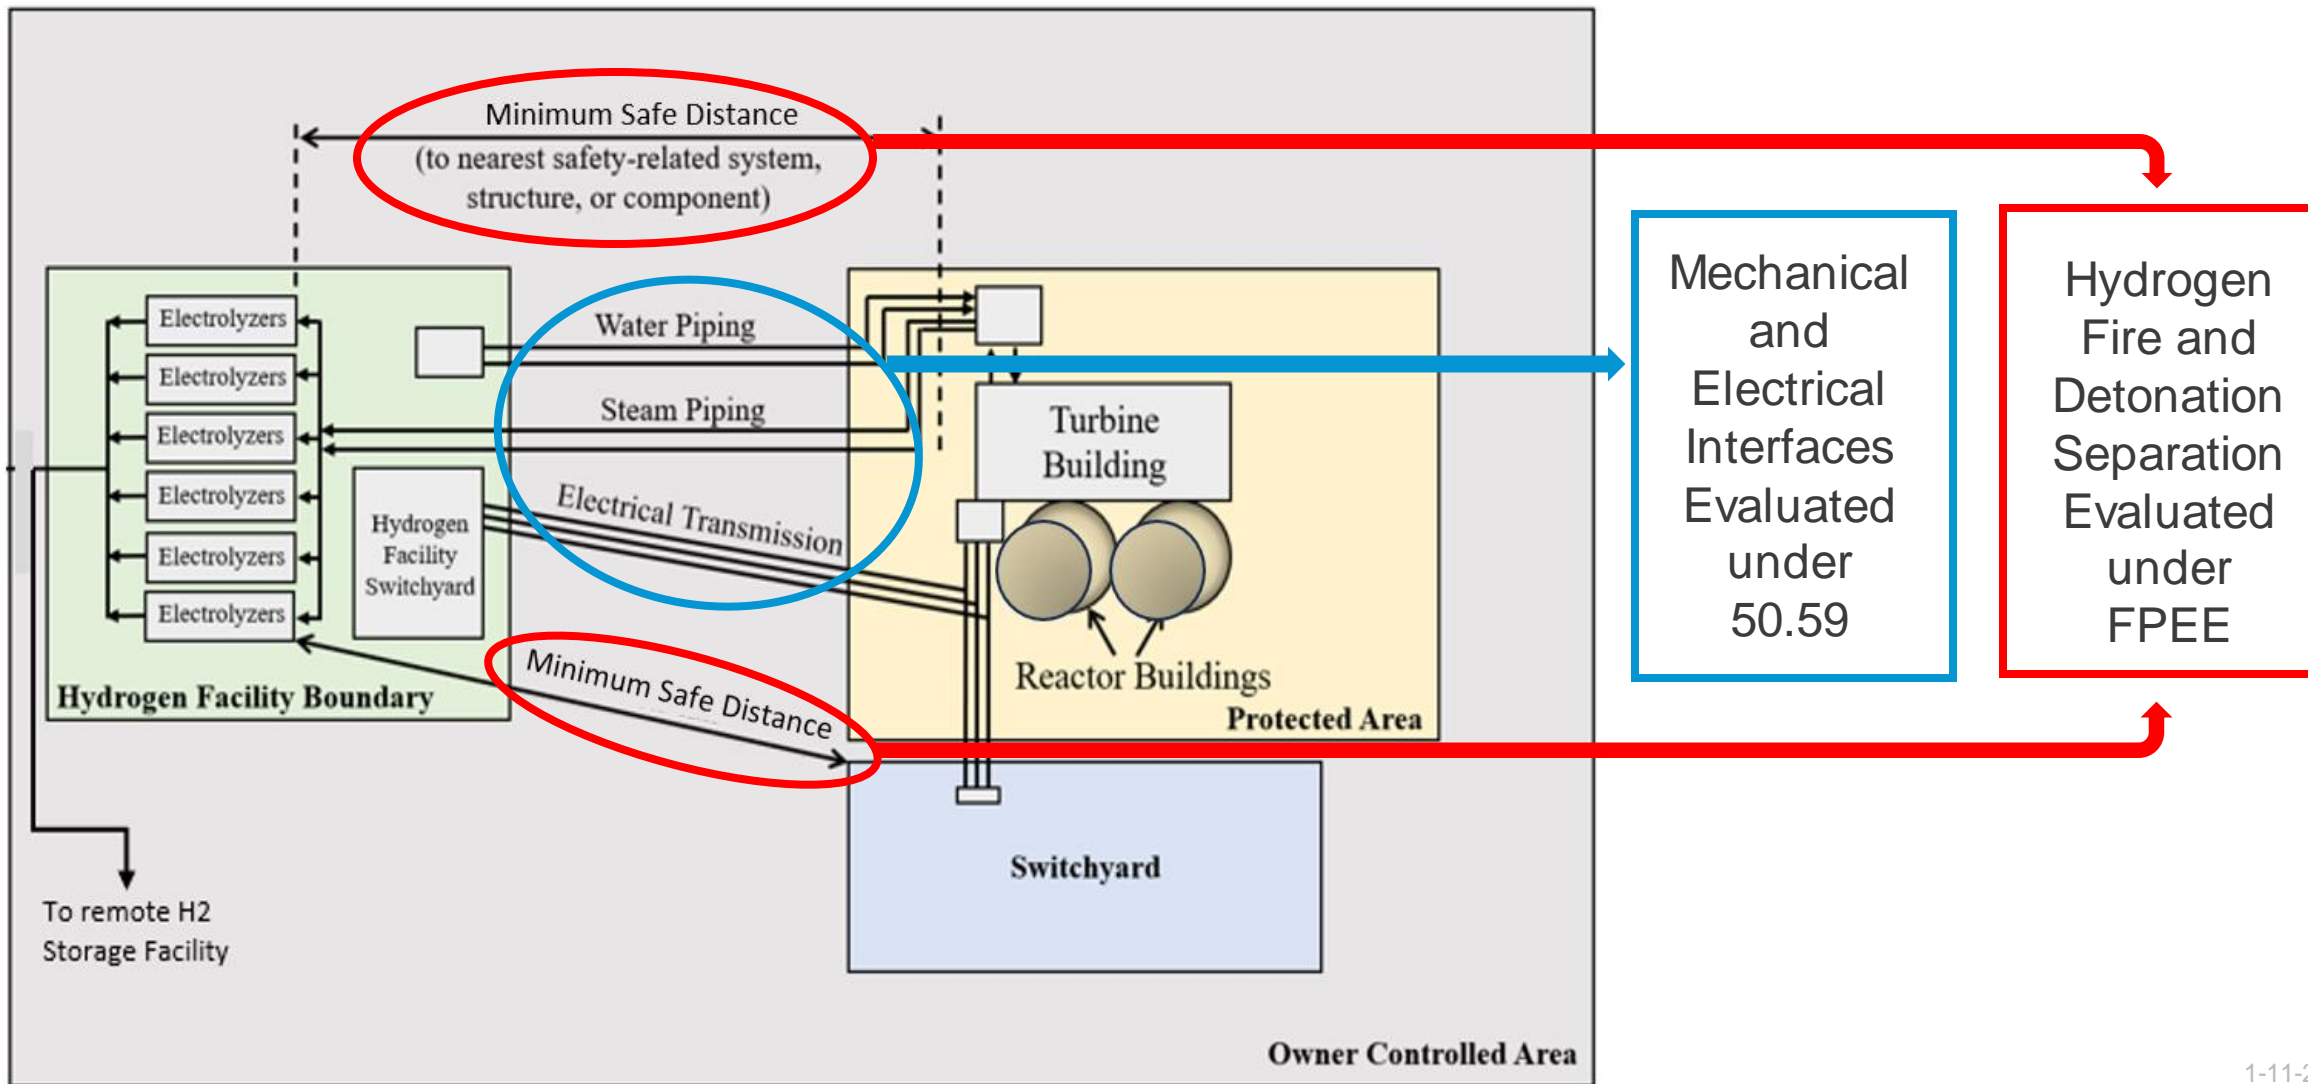 Minimum Safe Distance
(to nearest safety-related system,
structure, or component)
Electrolyzers
Electrolyzers
Electrolyzers
Electrolyzers
Electrolyzers
Electrolyzers
Hydrogen
Facility
Switchyard
Hydrogen Facility Boundary
Water Piping
Steam Piping
Electrical Transmission
Minimum Safe Distance
Turbine
Building
Reactor Buildings
Protected Area
Switchyard
To remote H2
Storage Facility
Owner Controlled Area
Mechanical
and
Electrical
Interfaces
Evaluated
under
50.59
Hydrogen
Fire and
Detonation
Separation
Evaluated
under
FPEE
1-11-2